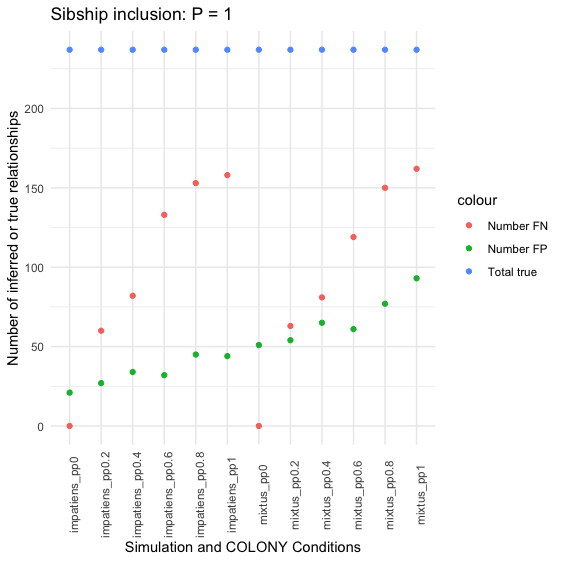 Sibship inclusion: P = 1
Number of inferred or true relationships
200
150
100
50
0
impatiens_pp0
impatiens_pp0.2
impatiens_pp0.4
impatiens_pp0.6
impatiens_pp0.8
impatiens_pp1
mixtus_pp0
mixtus_pp0.2
mixtus_pp0.4
mixtus_pp0.6
mixtus_pp0.8
mixtus_pp1
Simulation and COLONY Conditions
colour
Number FN
Number FP
Total true